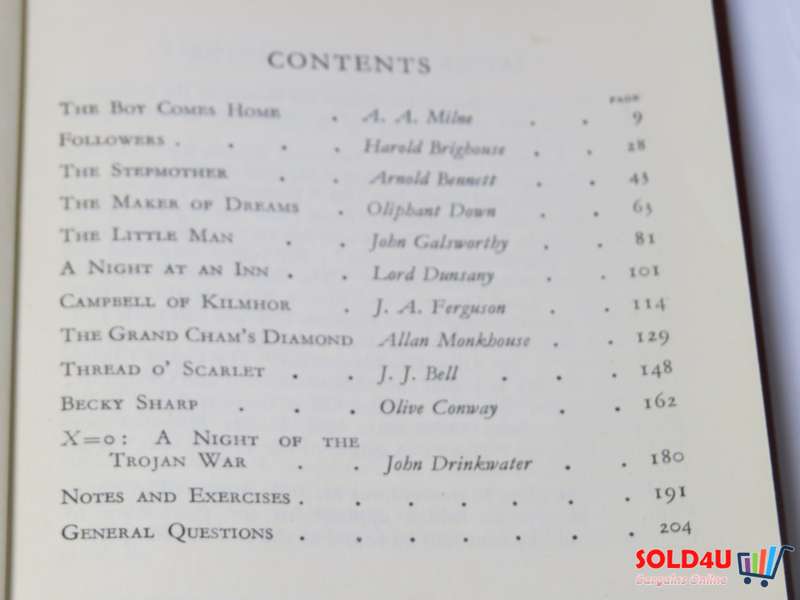 CONTENTS
PAGE
THE BOY COMES HOME . A. A. Milne . . 9
FOLLOWERS . . . . Harold Brighouse . . 28
THE STEPMOTHER . . Arnold Bennett . . 43
THE MAKER OF DREAMS . Oliphant Down . . 63
THE LITTLE MAN . . John Galsworthy . . 81
A NIGHT AT AN INN . . Lord Dunsany . . 101
CAMPBELL OF KILMHOR . J. A. Ferguson . . 114
THE GRAND CHAM'S DIAMOND Allan Monkhouse . . 129
THREAD O' SCARLET . . J. J. Bell . . . 148
BECKY SHARP . . . Olive Conway . . 162
X=0: A NIGHT OF THE
TROJAN WAR . . John Drinkwater . . 180
NOTES AND EXERCISES . . . . . . . 191
GENERAL QUESTIONS . . . . . . . 204
SOLD4U
Bargains Online